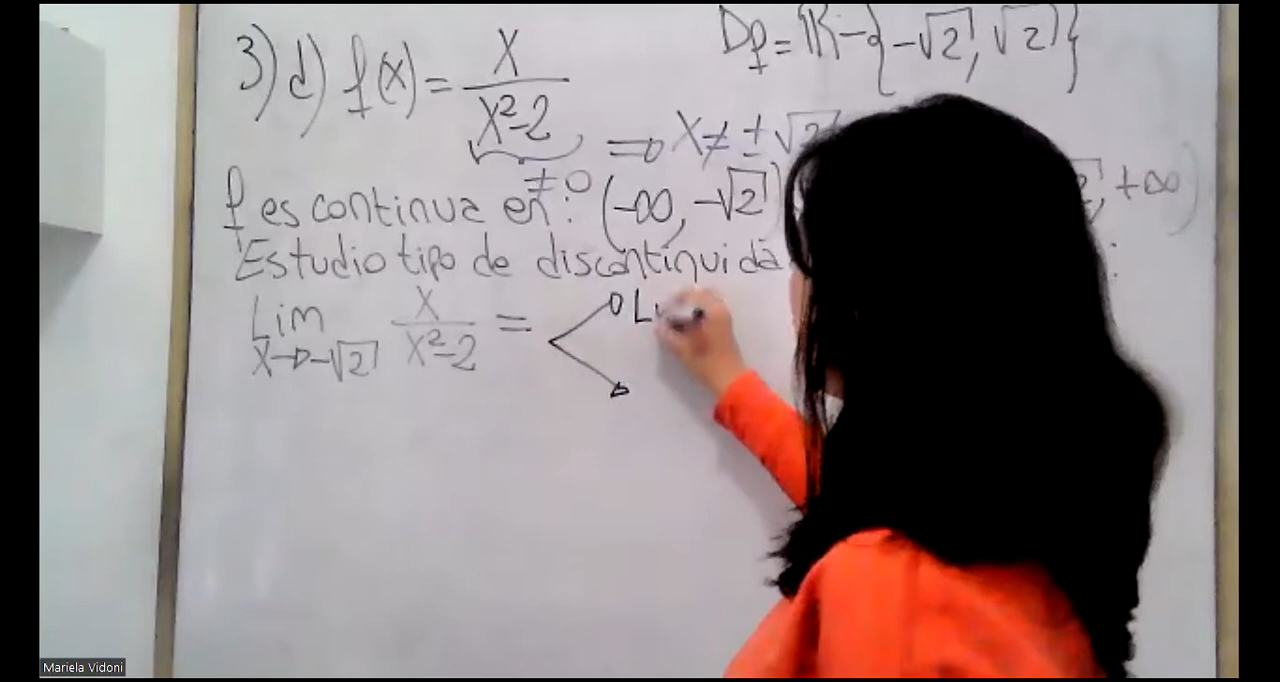 3) d) f(x) = x / x²-2
Df = ℝ - {-√2, √2}
≠ 0 ⇒ x ≠ ± √2
f es continua en: (-∞, -√2) , +∞)
Estudio tipo de discontinuida :
Lim x→-√2 x / x²-2 =
Mariela Vidoni